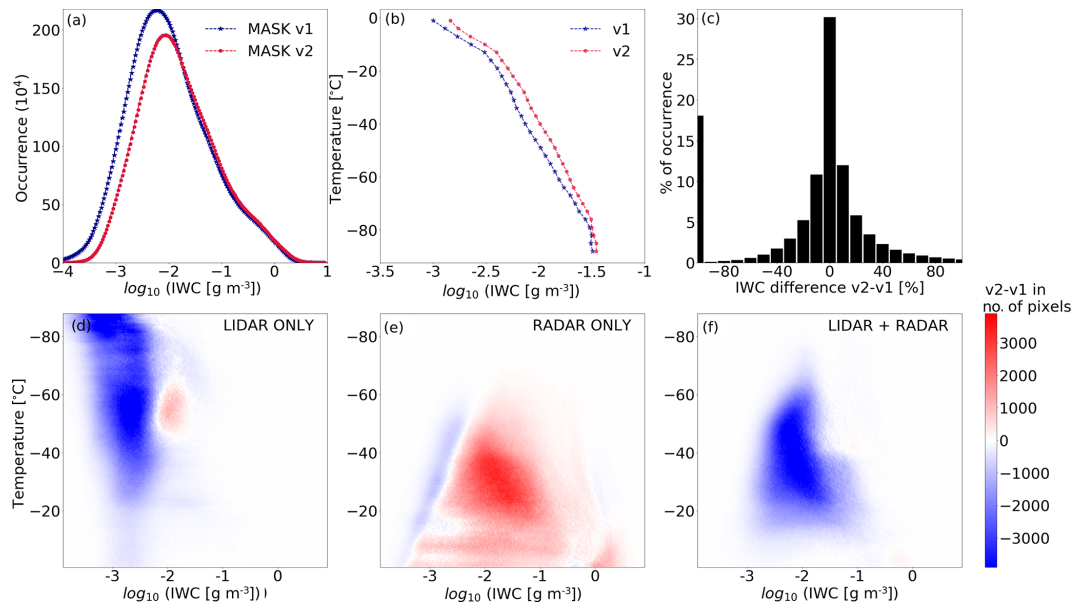 (a)
MASK v1
MASK v2
Occurrence (10⁴)
200
150
100
50
0
−4
−3
−2
−1
0
1
log₁₀ (IWC [g m⁻³])
(b)
v1
v2
Temperature [°C]
0
−20
−40
−60
−80
−3.5
−3
−2.5
−2
−1.5
−1
log₁₀ (IWC [g m⁻³])
(c)
% of occurrence
30
25
20
15
10
5
0
−80
−40
0
40
80
IWC difference v2-v1 [%]
(d)
LIDAR ONLY
Temperature [°C]
−80
−60
−40
−20
-3
-2
-1
0
log₁₀ (IWC [g m⁻³])
(e)
RADAR ONLY
−80
−60
−40
−20
-3
-2
-1
0
log₁₀ (IWC [g m⁻³])
(f)
LIDAR + RADAR
−80
−60
−40
−20
-3
-2
-1
0
log₁₀ (IWC [g m⁻³])
v2-v1 in
no. of pixels
3000
2000
1000
0
−1000
−2000
−3000